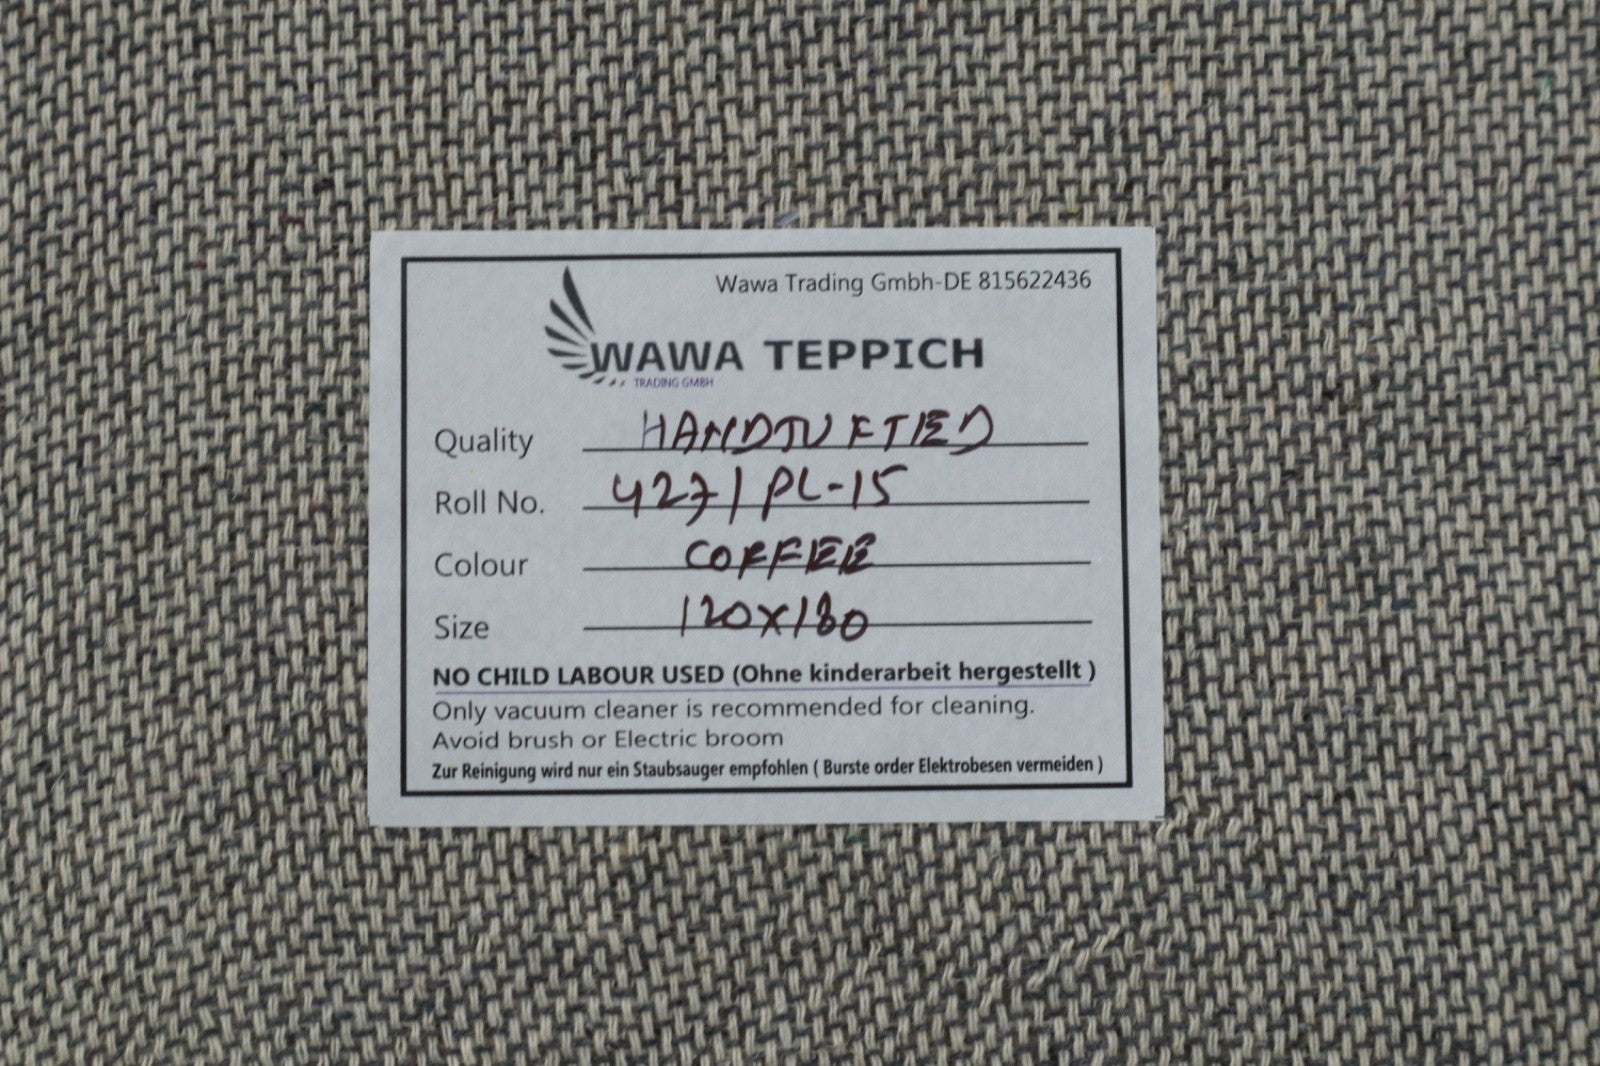 Wawa Trading Gmbh-DE 815622436
WAWA TEPPICH
TRADING GMBH
Quality HANDTUFTED
Roll No. 427/PL-15
Colour COFFEE
Size 120X180
NO CHILD LABOUR USED (Ohne kinderarbeit hergestellt )
Only vacuum cleaner is recommended for cleaning.
Avoid brush or Electric broom
Zur Reinigung wird nur ein Staubsauger empfohlen ( Burste order Elektrobesen vermeiden )